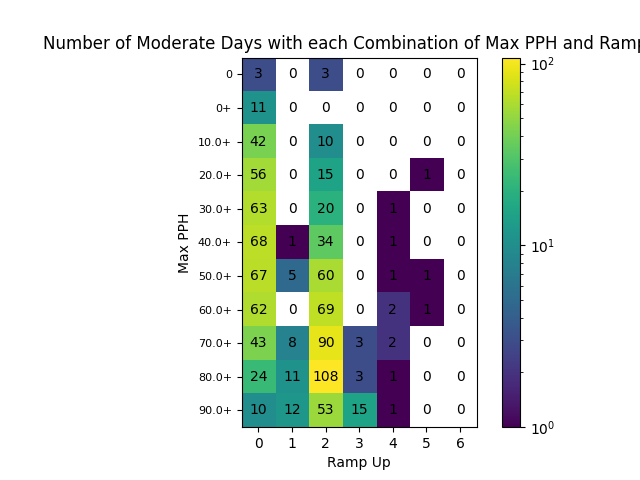 Number of Moderate Days with each Combination of Max PPH and Ramp
0 3 0 3 0 0 0 0
0+ 11 0 0 0 0 0 0
10.0+ 42 0 10 0 0 0 0
20.0+ 56 0 15 0 0 1 0
30.0+ 63 0 20 0 1 0 0
40.0+ 68 1 34 0 1 0 0
50.0+ 67 5 60 0 1 1 0
60.0+ 62 0 69 0 2 1 0
70.0+ 43 8 90 3 2 0 0
80.0+ 24 11 108 3 1 0 0
90.0+ 10 12 53 15 1 0 0
0 1 2 3 4 5 6
Ramp Up
Max PPH
10²
10¹
10⁰